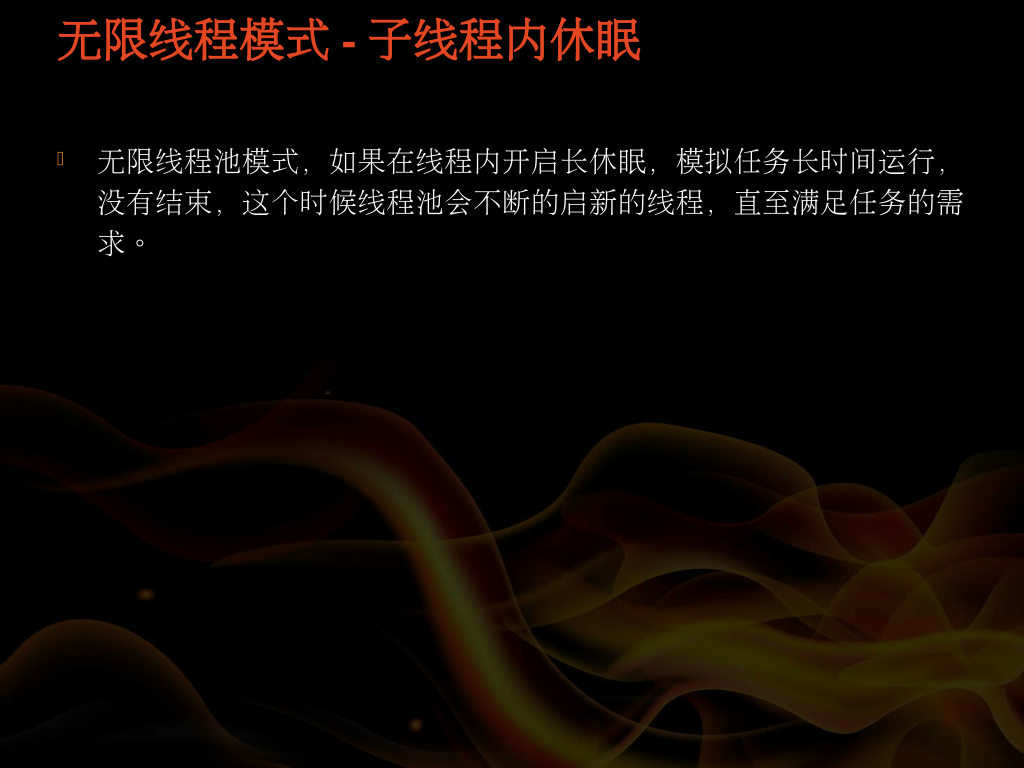 无限线程模式 - 子线程内休眠
无限线程池模式，如果在线程内开启长休眠，模拟任务长时间运行，
没有结束，这个时候线程池会不断的启新的线程，直至满足任务的需
求。